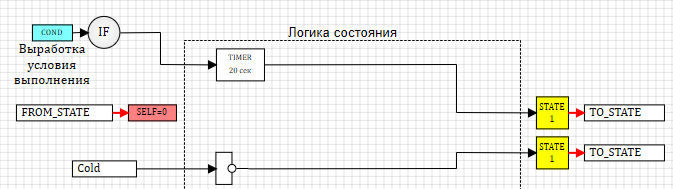 Логика состояния
COND
IF
Выработка
условия
выполнения
TIMER
20 сек
FROM_STATE
SELF=0
STATE
1
TO_STATE
STATE
1
TO_STATE
Cold